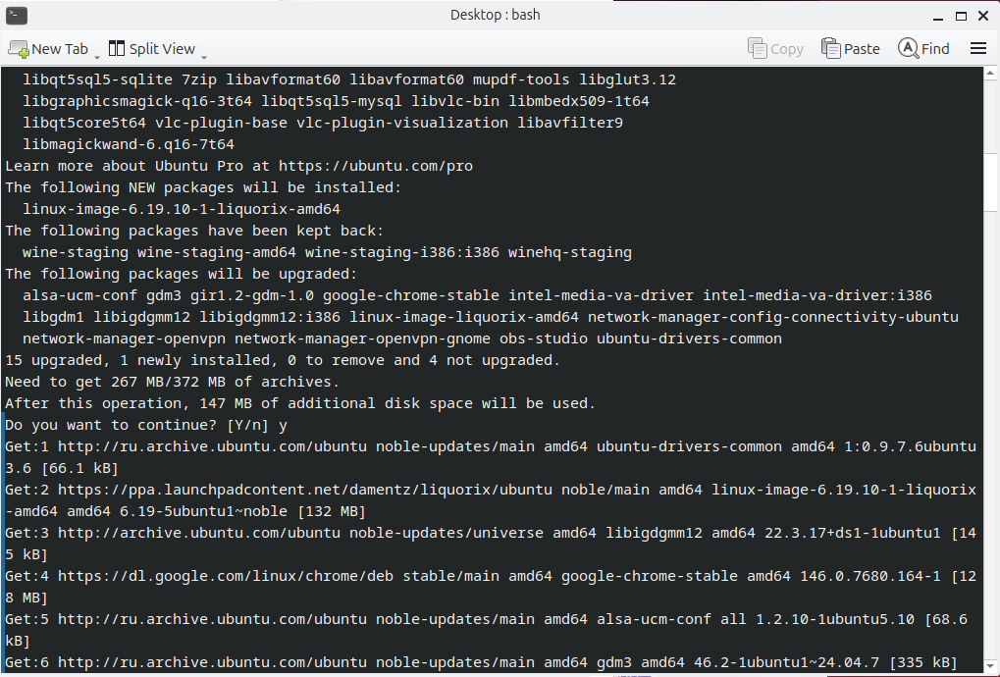 Desktop : bash
New Tab Split View Copy Paste Find
libqt5sql5-sqlite 7zip libavformat60 libavformat60 mupdf-tools libglut3.12
libgraphicsmagick-q16-3t64 libqt5sql5-mysql libvlc-bin libmbedx509-1t64
libqt5core5t64 vlc-plugin-base vlc-plugin-visualization libavfilter9
libmagickwand-6.q16-7t64
Learn more about Ubuntu Pro at https://ubuntu.com/pro
The following NEW packages will be installed:
linux-image-6.19.10-1-liquorix-amd64
The following packages have been kept back:
wine-staging wine-staging-amd64 wine-staging-i386:i386 winehq-staging
The following packages will be upgraded:
alsa-ucm-conf gdm3 gir1.2-gdm-1.0 google-chrome-stable intel-media-va-driver intel-media-va-driver:i386
libgdm1 libigdgmm12 libigdgmm12:i386 linux-image-liquorix-amd64 network-manager-config-connectivity-ubuntu
network-manager-openvpn network-manager-openvpn-gnome obs-studio ubuntu-drivers-common
15 upgraded, 1 newly installed, 0 to remove and 4 not upgraded.
Need to get 267 MB/372 MB of archives.
After this operation, 147 MB of additional disk space will be used.
Do you want to continue? [Y/n] y
Get:1 http://ru.archive.ubuntu.com/ubuntu noble-updates/main amd64 ubuntu-drivers-common amd64 1:0.9.7.6ubuntu
3.6 [66.1 kB]
Get:2 https://ppa.launchpadcontent.net/damentz/liquorix/ubuntu noble/main amd64 linux-image-6.19.10-1-liquorix
-amd64 amd64 6.19-5ubuntu1~noble [132 MB]
Get:3 http://archive.ubuntu.com/ubuntu noble-updates/universe amd64 libigdgmm12 amd64 22.3.17+ds1-1ubuntu1 [14
5 kB]
Get:4 https://dl.google.com/linux/chrome/deb stable/main amd64 google-chrome-stable amd64 146.0.7680.164-1 [12
8 MB]
Get:5 http://ru.archive.ubuntu.com/ubuntu noble-updates/main amd64 alsa-ucm-conf all 1.2.10-1ubuntu5.10 [68.6
kB]
Get:6 http://ru.archive.ubuntu.com/ubuntu noble-updates/main amd64 gdm3 amd64 46.2-1ubuntu1~24.04.7 [335 kB]